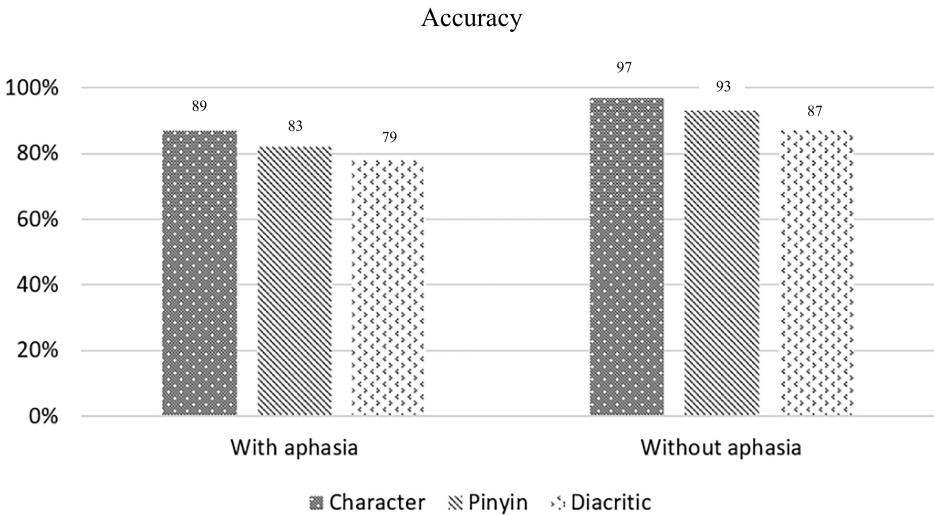 Accuracy
97
100%
89
93
83
87
79
80%
60%
40%
20%
0%
With aphasia
Without aphasia
Character
Pinyin
Diacritic